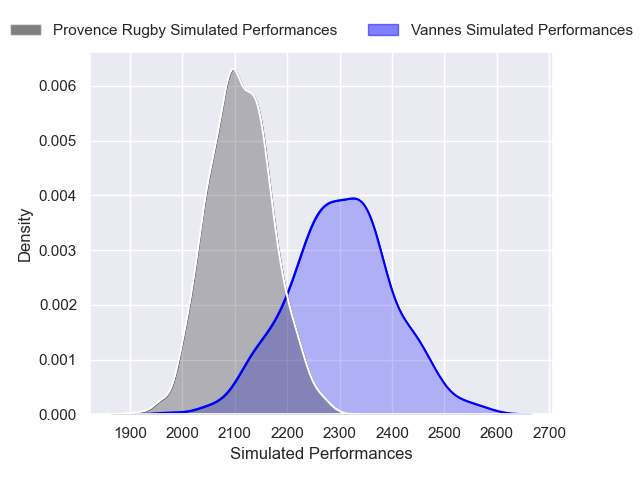 Provence Rugby Simulated Performances Vannes Simulated Performances
0.006
0.005
0.004
0.003
0.002
0.001
0.000
Density
1900 2000 2100 2200 2300 2400 2500 2600 2700
Simulated Performances